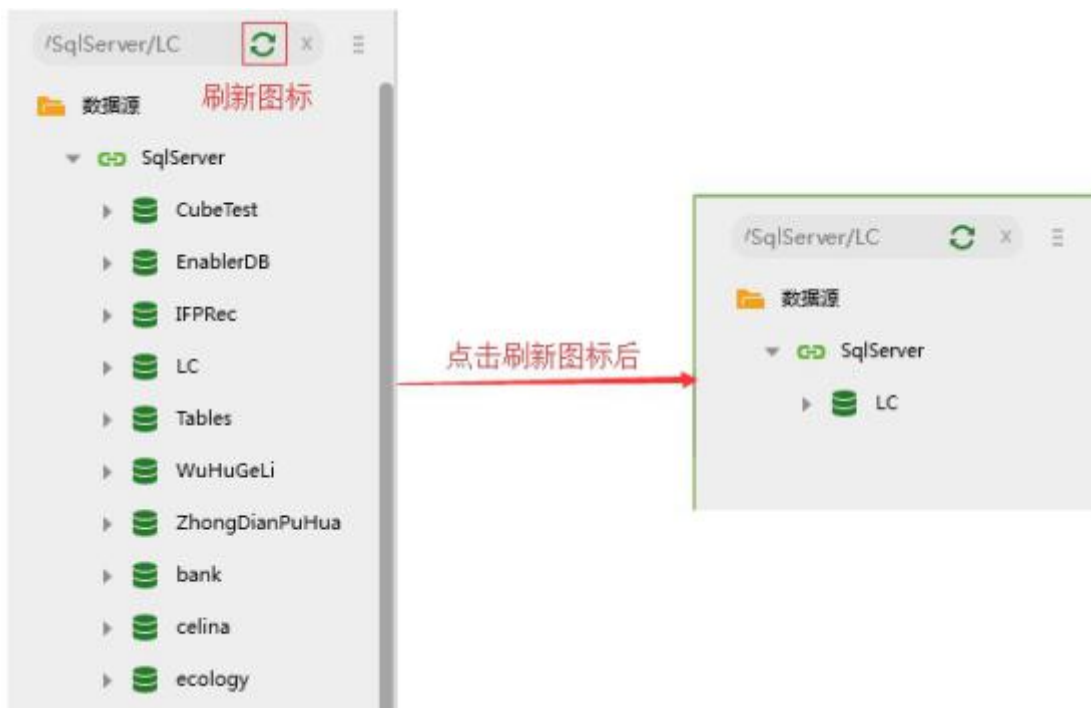 /SqlServer/LC
x
刷新图标
数据源
SqlServer
CubeTest
EnablerDB
IFPRec
LC
Tables
WuHuGeLi
ZhongDianPuHua
bank
celina
ecology
点击刷新图标后
/SqlServer/LC
x
数据源
SqlServer
LC